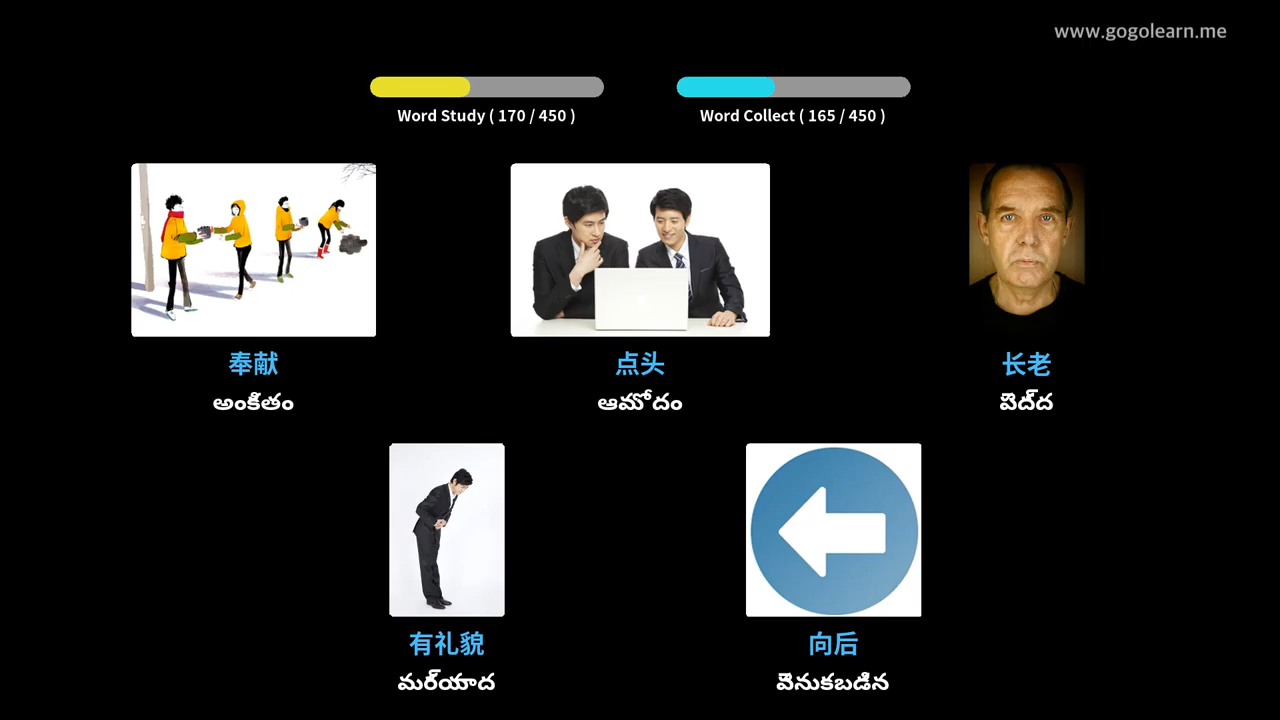 www.gogolearn.me
Word Study ( 170 / 450 )
Word Collect ( 165 / 450 )
奉献
అంకితం
点头
ఆమోదం
长老
పెద్ద
有礼貌
మర్యాద
向后
వెనుకబడిన